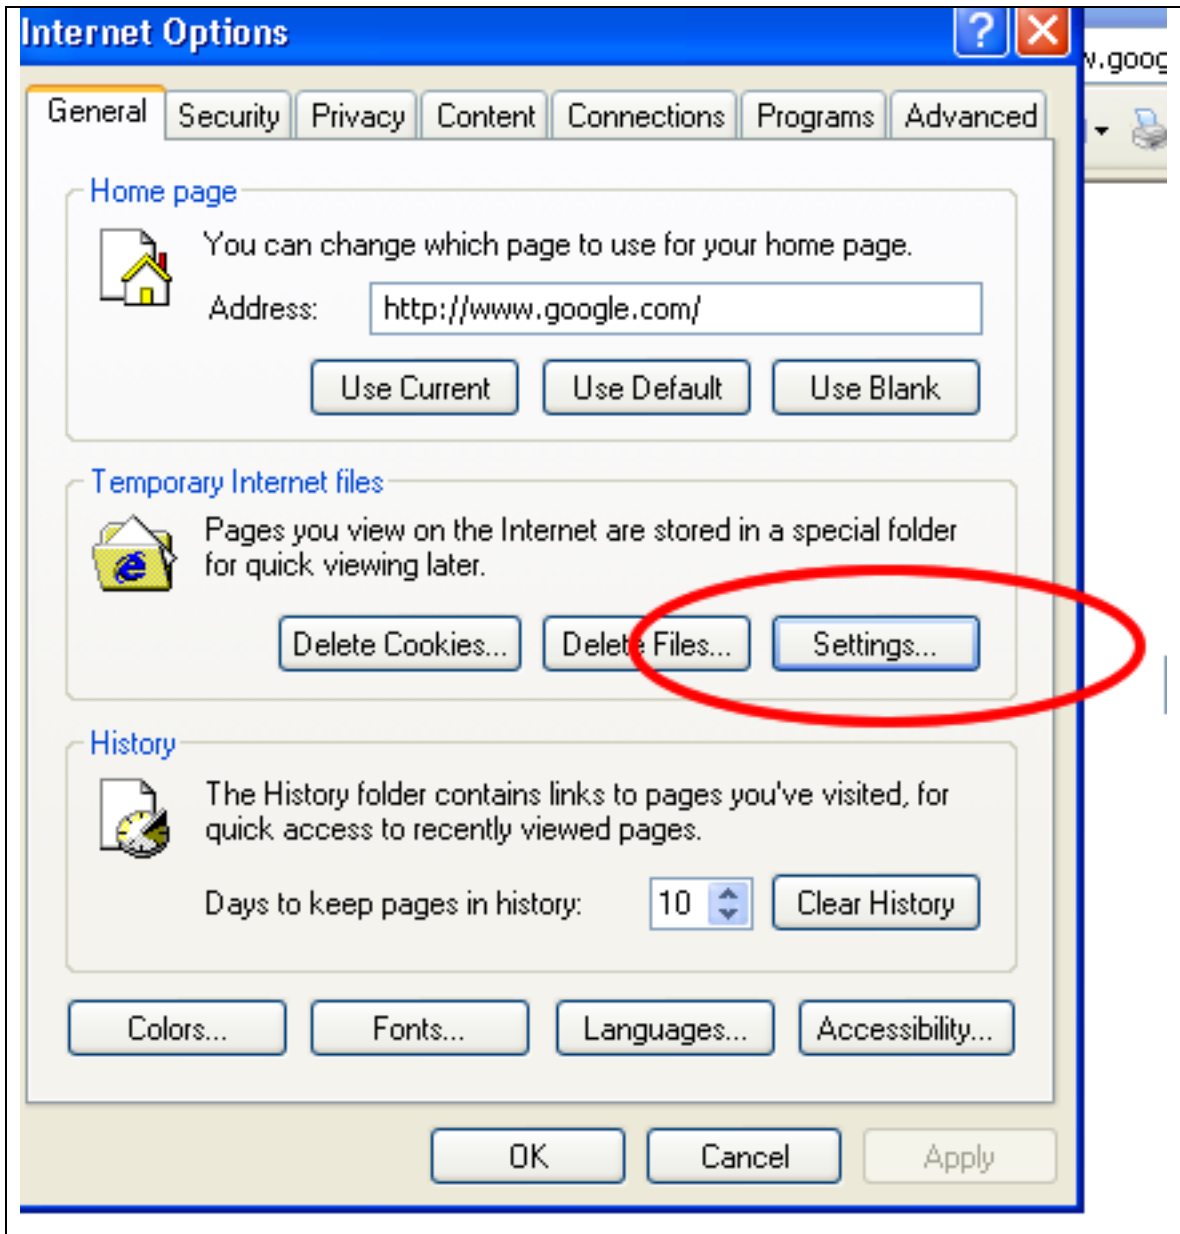 Internet Options
?
General Security Privacy Content Connections Programs Advanced
Home page
You can change which page to use for your home page.
Address: http://www.google.com/
Use Current Use Default Use Blank
Temporary Internet files
Pages you view on the Internet are stored in a special folder
for quick viewing later.
Delete Cookies... Delete Files... Settings...
History
The History folder contains links to pages you've visited, for
quick access to recently viewed pages.
Days to keep pages in history: 10 Clear History
Colors... Fonts... Languages... Accessibility...
OK Cancel Apply